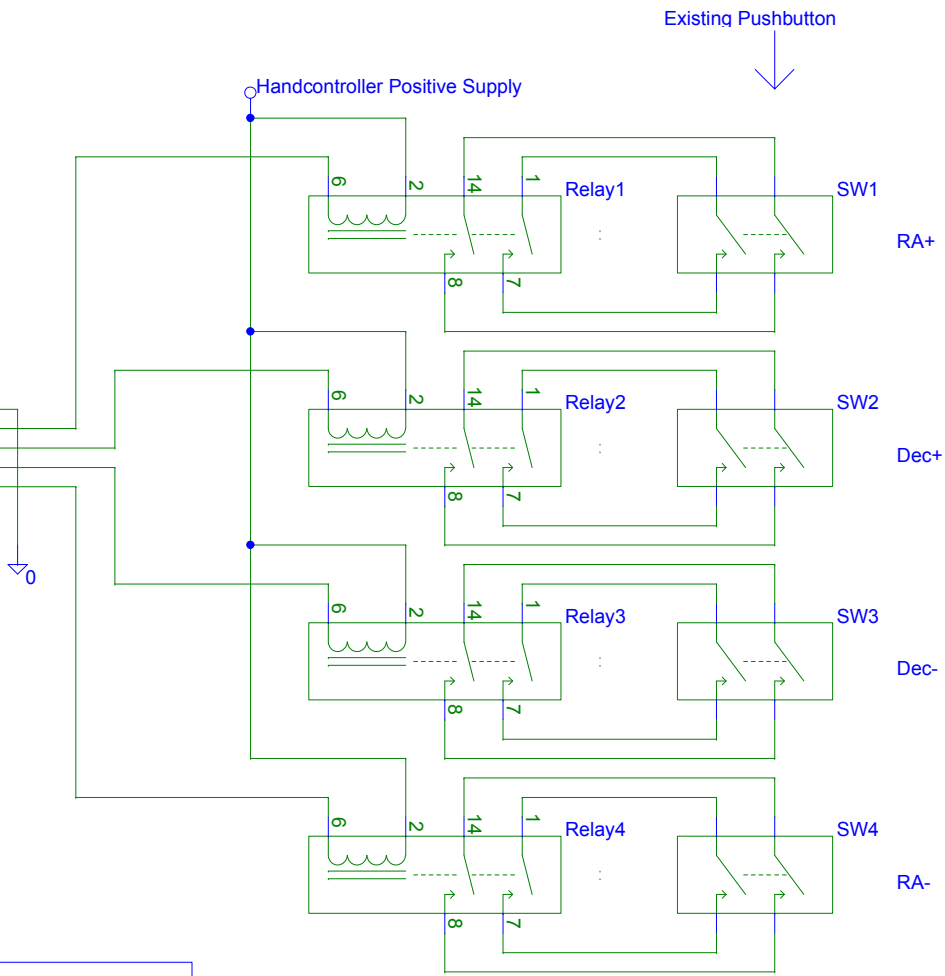 Existing Pushbutton
Handcontroller Positive Supply
6 2 14 1 Relay1 SW1
RA+
8 7
6 2 14 1 Relay2 SW2
Dec+
8 7
0
6 2 14 1 Relay3 SW3
Dec-
8 7
6 2 14 1 Relay4 SW4
RA-
8 7